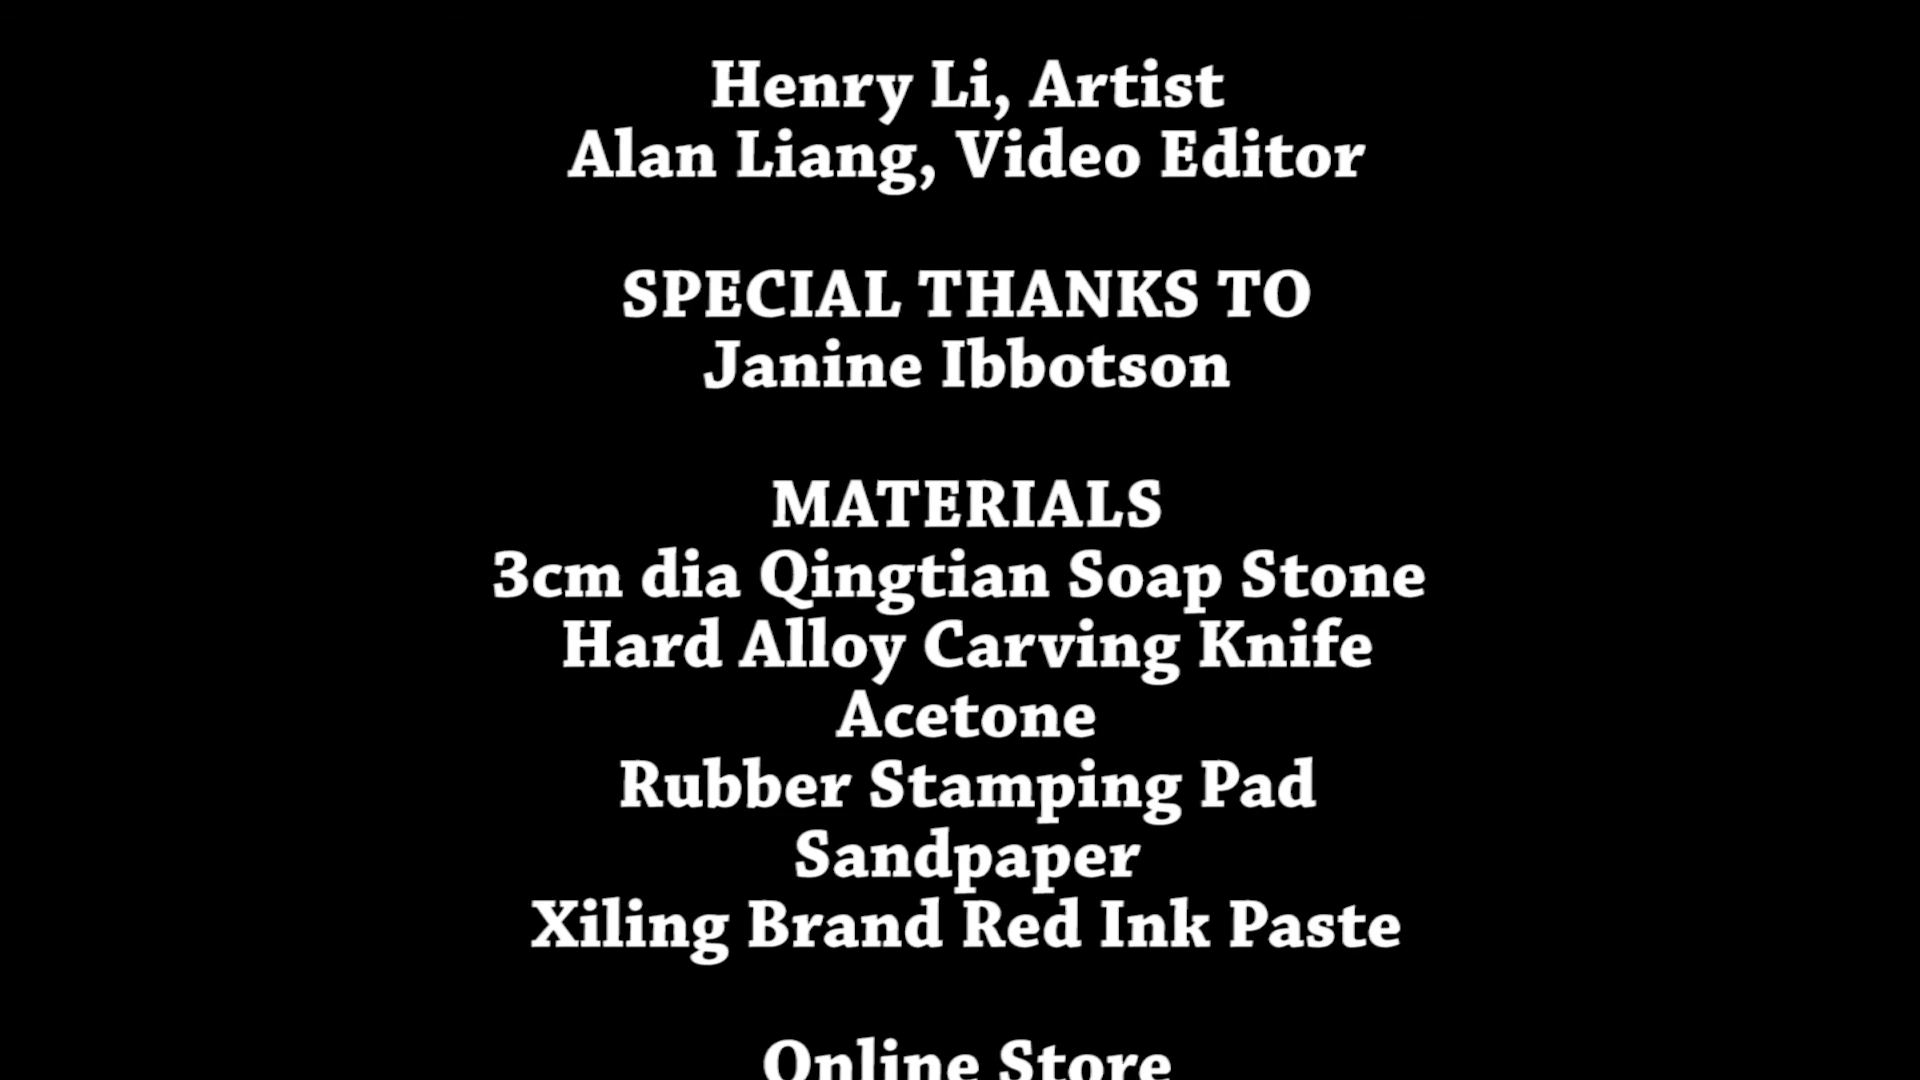 Henry Li, Artist
Alan Liang, Video Editor
SPECIAL THANKS TO
Janine Ibbotson
MATERIALS
3cm dia Qingtian Soap Stone
Hard Alloy Carving Knife
Acetone
Rubber Stamping Pad
Sandpaper
Xiling Brand Red Ink Paste
Online Store